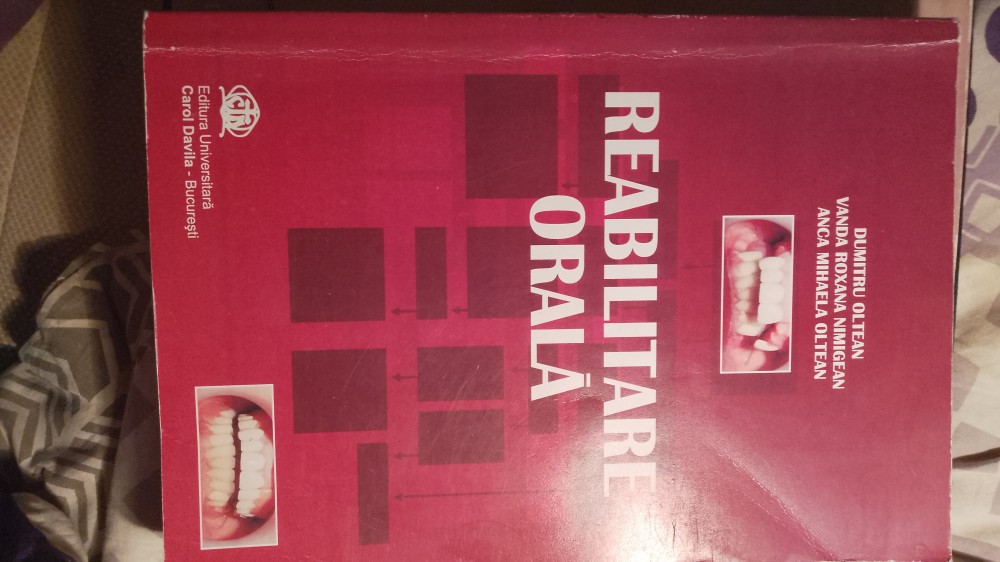 DUMITRU OLTEAN
VANDA ROXANA NIMIGEAN
ANCA MIHAELA OLTEAN
REABILITARE
ORALĂ
Editura Universitară
Carol Davila - București